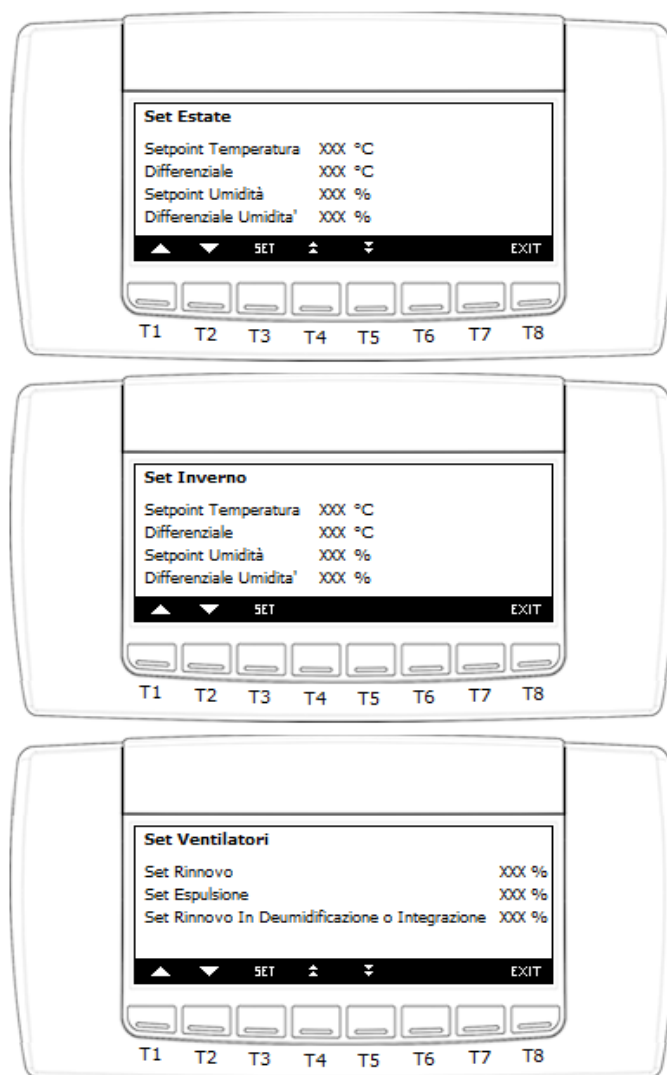 Set Estate
Setpoint Temperatura XXX °C
Differenziale XXX °C
Setpoint Umidità XXX %
Differenziale Umidita' XXX %
SET EXIT
T1 T2 T3 T4 T5 T6 T7 T8
Set Inverno
Setpoint Temperatura XXX °C
Differenziale XXX °C
Setpoint Umidità XXX %
Differenziale Umidita' XXX %
SET EXIT
T1 T2 T3 T4 T5 T6 T7 T8
Set Ventilatori
Set Rinnovo XXX %
Set Espulsione XXX %
Set Rinnovo In Deumidificazione o Integrazione XXX %
SET EXIT
T1 T2 T3 T4 T5 T6 T7 T8